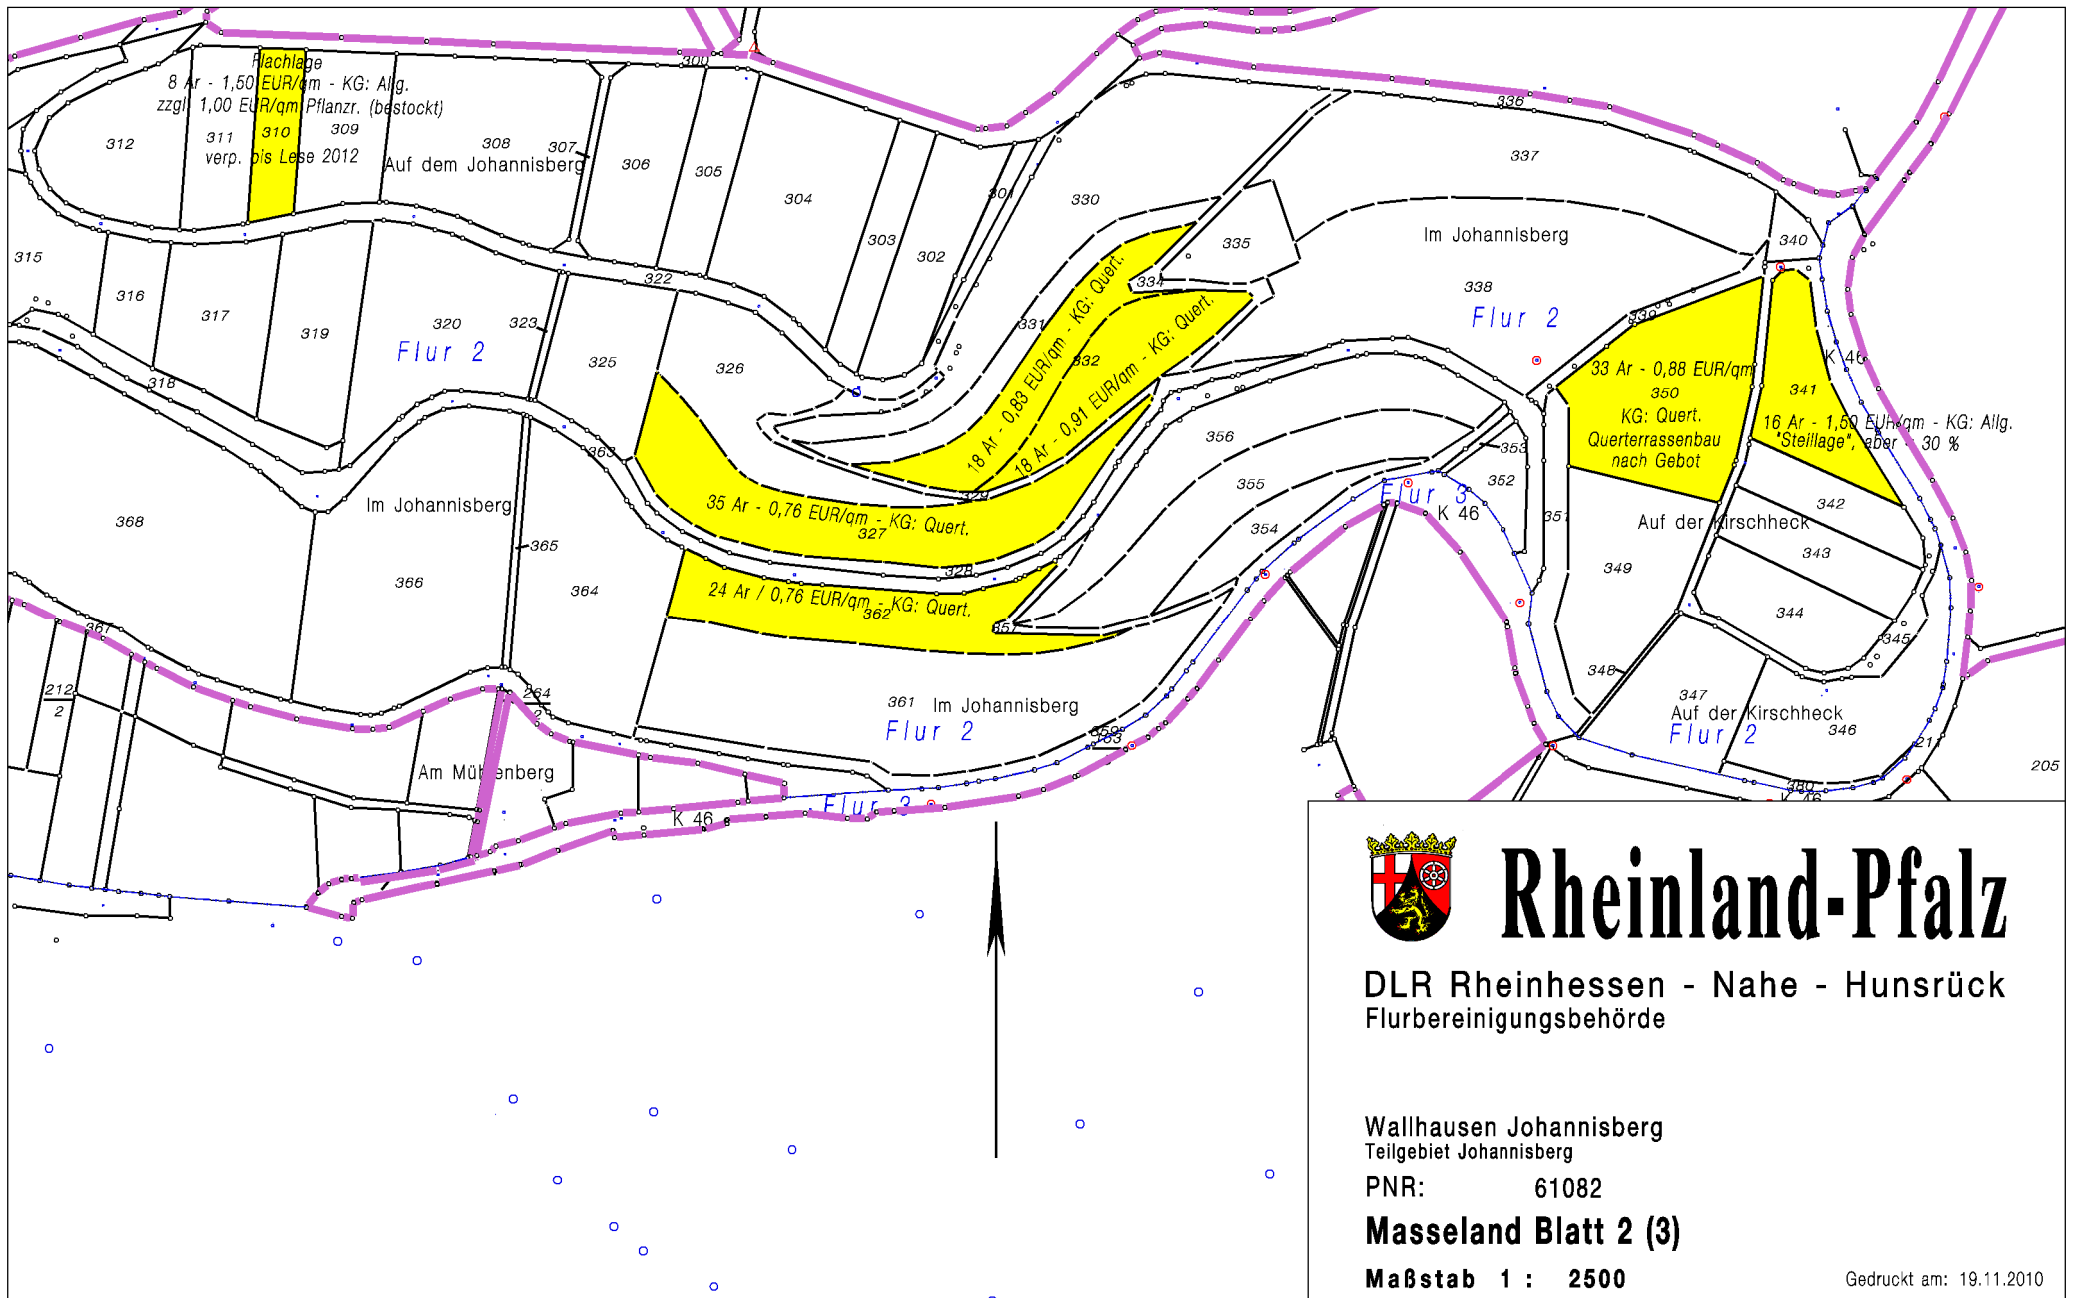 4
300
Flachlage
8 Ar - 1,50 EUR/qm - KG: Allg.
zzgl. 1,00 EUR/qm Pflanzr. (bestockt)
312
311
310
309
verp. bis Lese 2012
308
307
Auf dem Johannisberg
306
305
304
303
302
301
330
336
337
335
334
Im Johannisberg
338
Flur 2
340
339
315
316
317
319
320
Flur 2
323
322
325
326
318
331
332
18 Ar - 0,83 EUR/qm - KG: Quert.
18 Ar - 0,91 EUR/qm - KG: Quert.
329
K 46
33 Ar - 0,88 EUR/qm
350
KG: Quert.
Querterrassenbau
nach Gebot
341
16 Ar - 1,50 EUR/qm - KG: Allg.
"Steillage", aber < 30 %
363
368
Im Johannisberg
366
365
364
35 Ar - 0,76 EUR/qm - KG: Quert.
327
328
24 Ar / 0,76 EUR/qm - KG: Quert.
362
357
356
355
354
353
352
351
Flur 3
K 46
349
Auf der Kirschheck
342
343
344
345
348
347
Auf der Kirschheck
Flur 2
346
211
205
380
K 46
367
212
2
264
2
361
Im Johannisberg
Flur 2
359
Am Mühlenberg
Flur 3
K 46
Rheinland-Pfalz
DLR Rheinhessen - Nahe - Hunsrück
Flurbereinigungsbehörde
Wallhausen Johannisberg
Teilgebiet Johannisberg
PNR: 61082
Masseland Blatt 2 (3)
Maßstab 1 : 2500
Gedruckt am: 19.11.2010